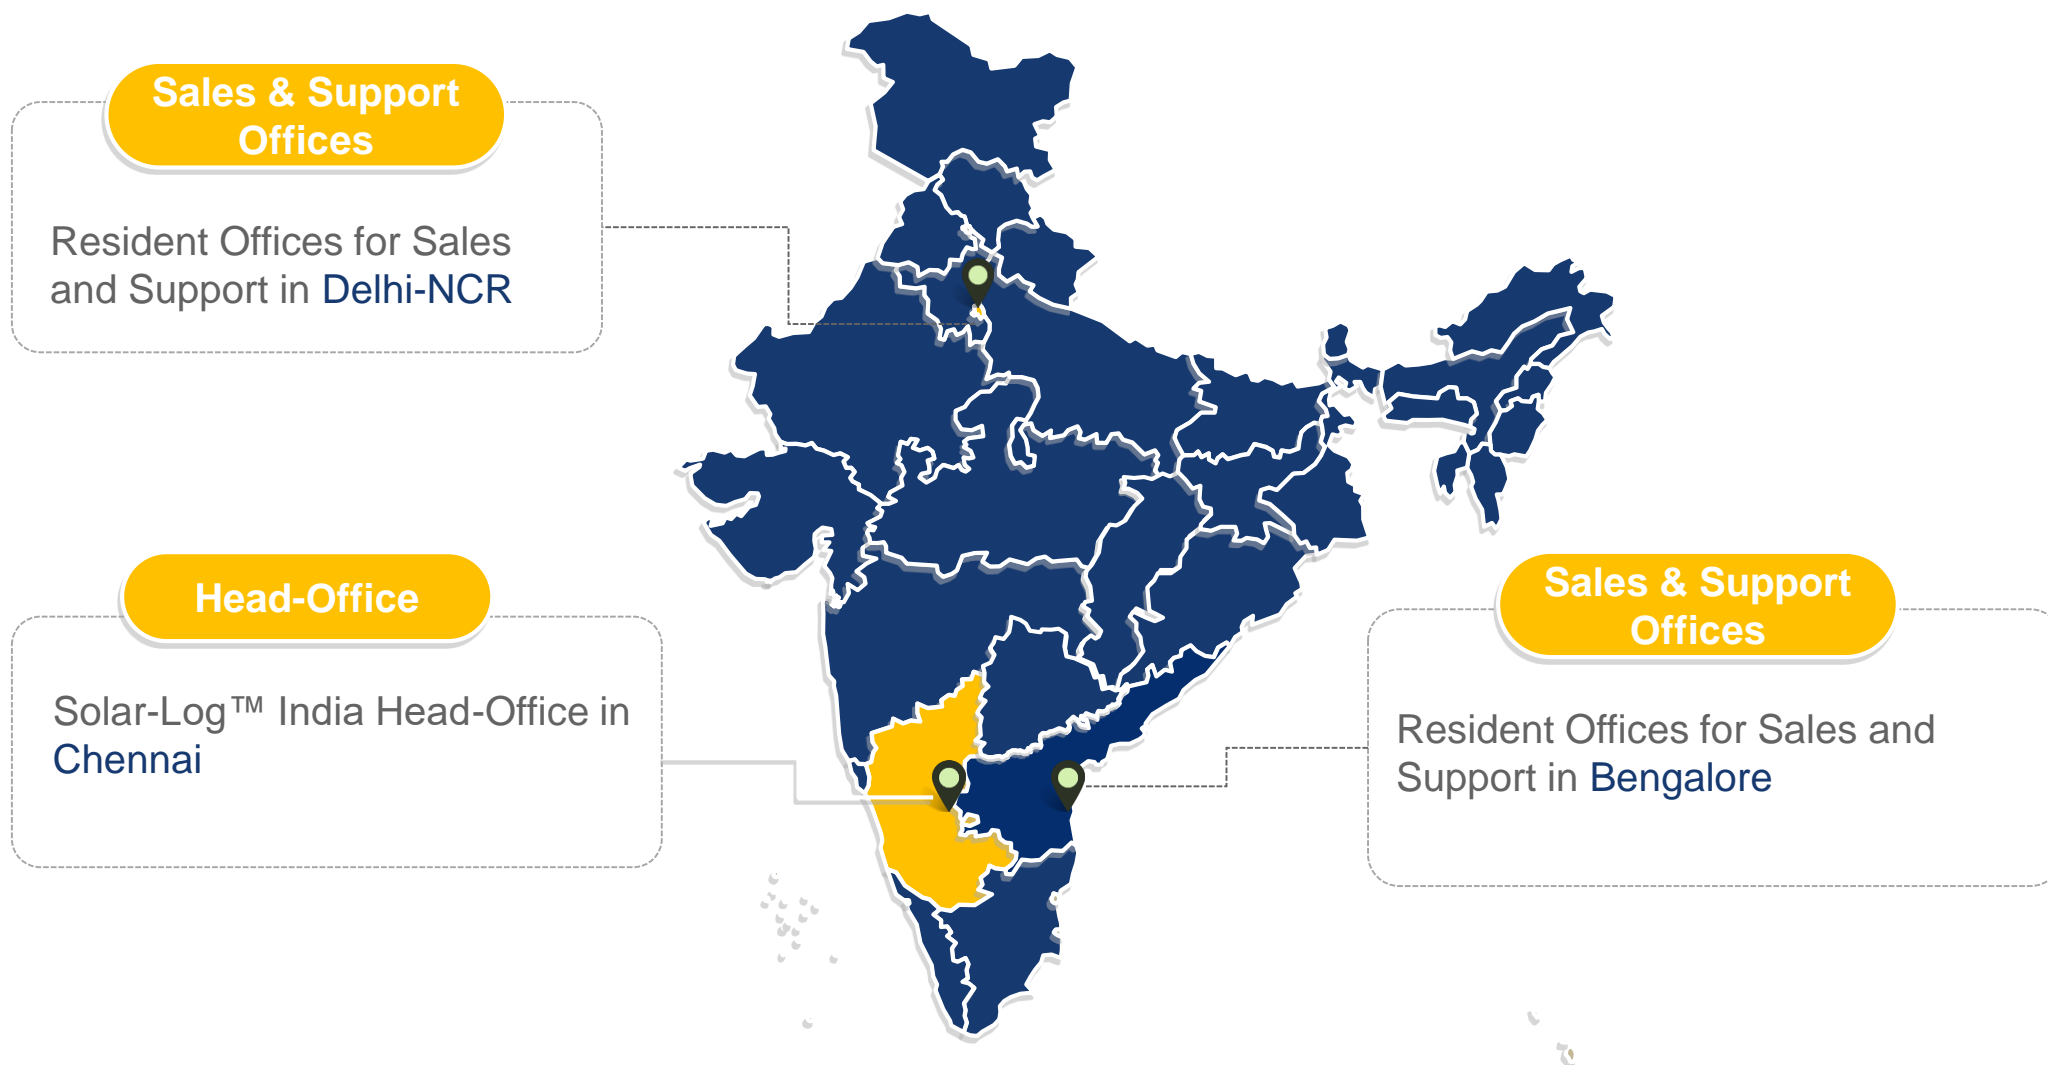 Sales & Support
Offices
Resident Offices for Sales
and Support in Delhi-NCR
Head-Office
Solar-Log™ India Head-Office in
Chennai
Sales & Support
Offices
Resident Offices for Sales and
Support in Bengalore